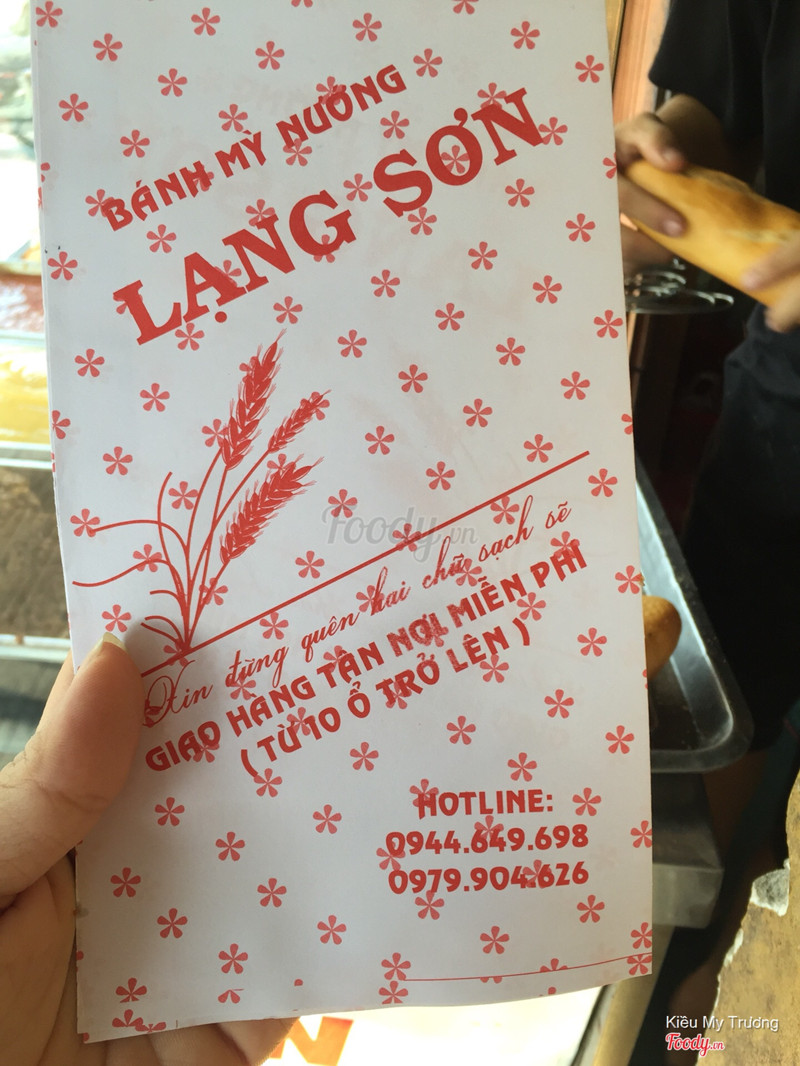 BÁNH MỲ NƯỚNG
LẠNG SƠN
Xin đừng quên hai chữ sạch sẽ
GIAO HÀNG TẬN NƠI MIỄN PHÍ
( TỪ 10 Ổ TRỞ LÊN )
HOTLINE:
0944.649.698
0979.904.626
Foody.vn
Kiều My Trương
Foody.vn